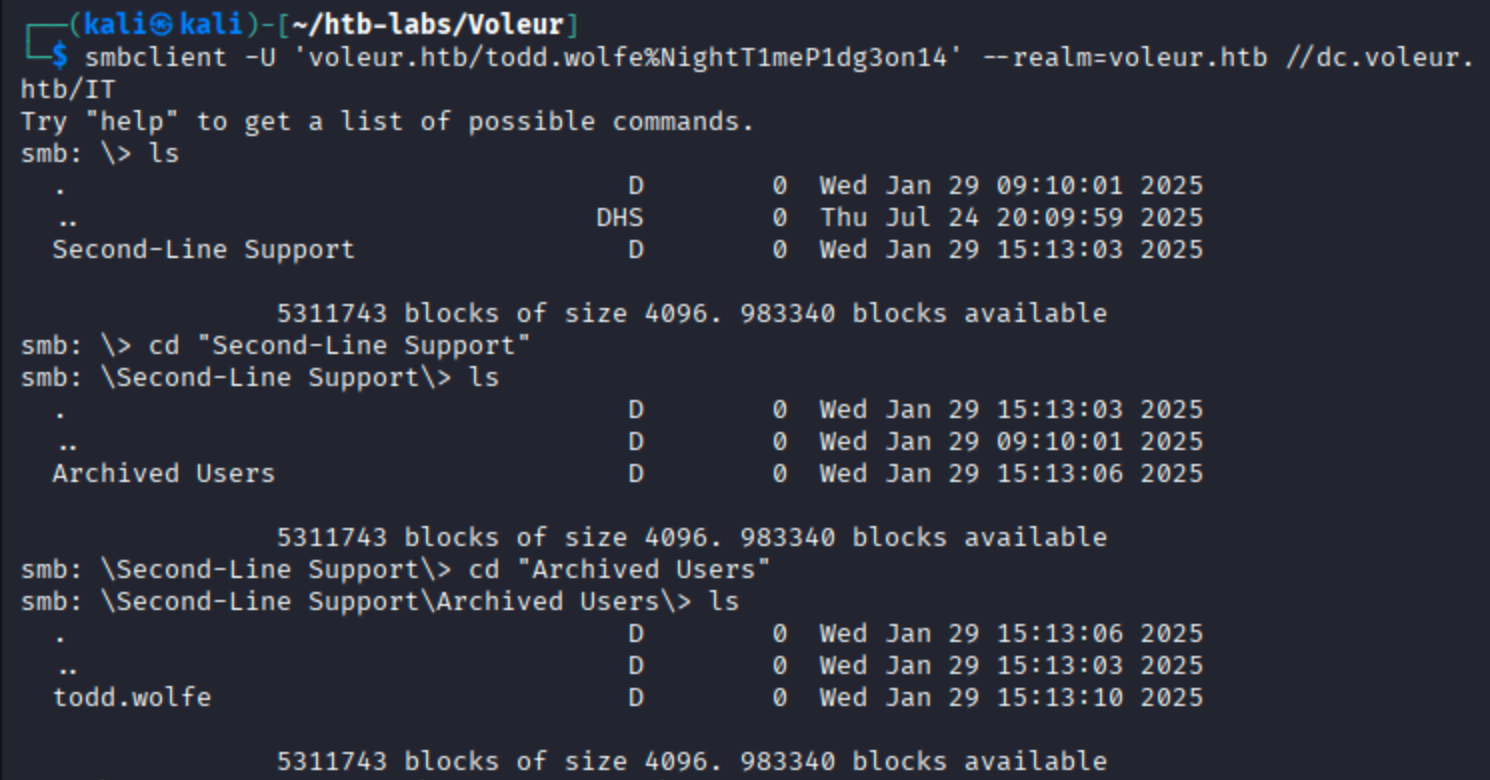 ┌──(kali㉿kali)-[~/htb-labs/Voleur]
└─$ smbclient -U 'voleur.htb/todd.wolfe%NightT1meP1dg3on14' --realm=voleur.htb //dc.voleur.
htb/IT
Try "help" to get a list of possible commands.
smb: \> ls
  .                                   D        0  Wed Jan 29 09:10:01 2025
  ..                                DHS        0  Thu Jul 24 20:09:59 2025
  Second-Line Support                 D        0  Wed Jan 29 15:13:03 2025
                5311743 blocks of size 4096. 983340 blocks available
smb: \> cd "Second-Line Support"
smb: \Second-Line Support\> ls
  .                                   D        0  Wed Jan 29 15:13:03 2025
  ..                                  D        0  Wed Jan 29 09:10:01 2025
  Archived Users                      D        0  Wed Jan 29 15:13:06 2025
                5311743 blocks of size 4096. 983340 blocks available
smb: \Second-Line Support\> cd "Archived Users"
smb: \Second-Line Support\Archived Users\> ls
  .                                   D        0  Wed Jan 29 15:13:06 2025
  ..                                  D        0  Wed Jan 29 15:13:03 2025
  todd.wolfe                          D        0  Wed Jan 29 15:13:10 2025
                5311743 blocks of size 4096. 983340 blocks available